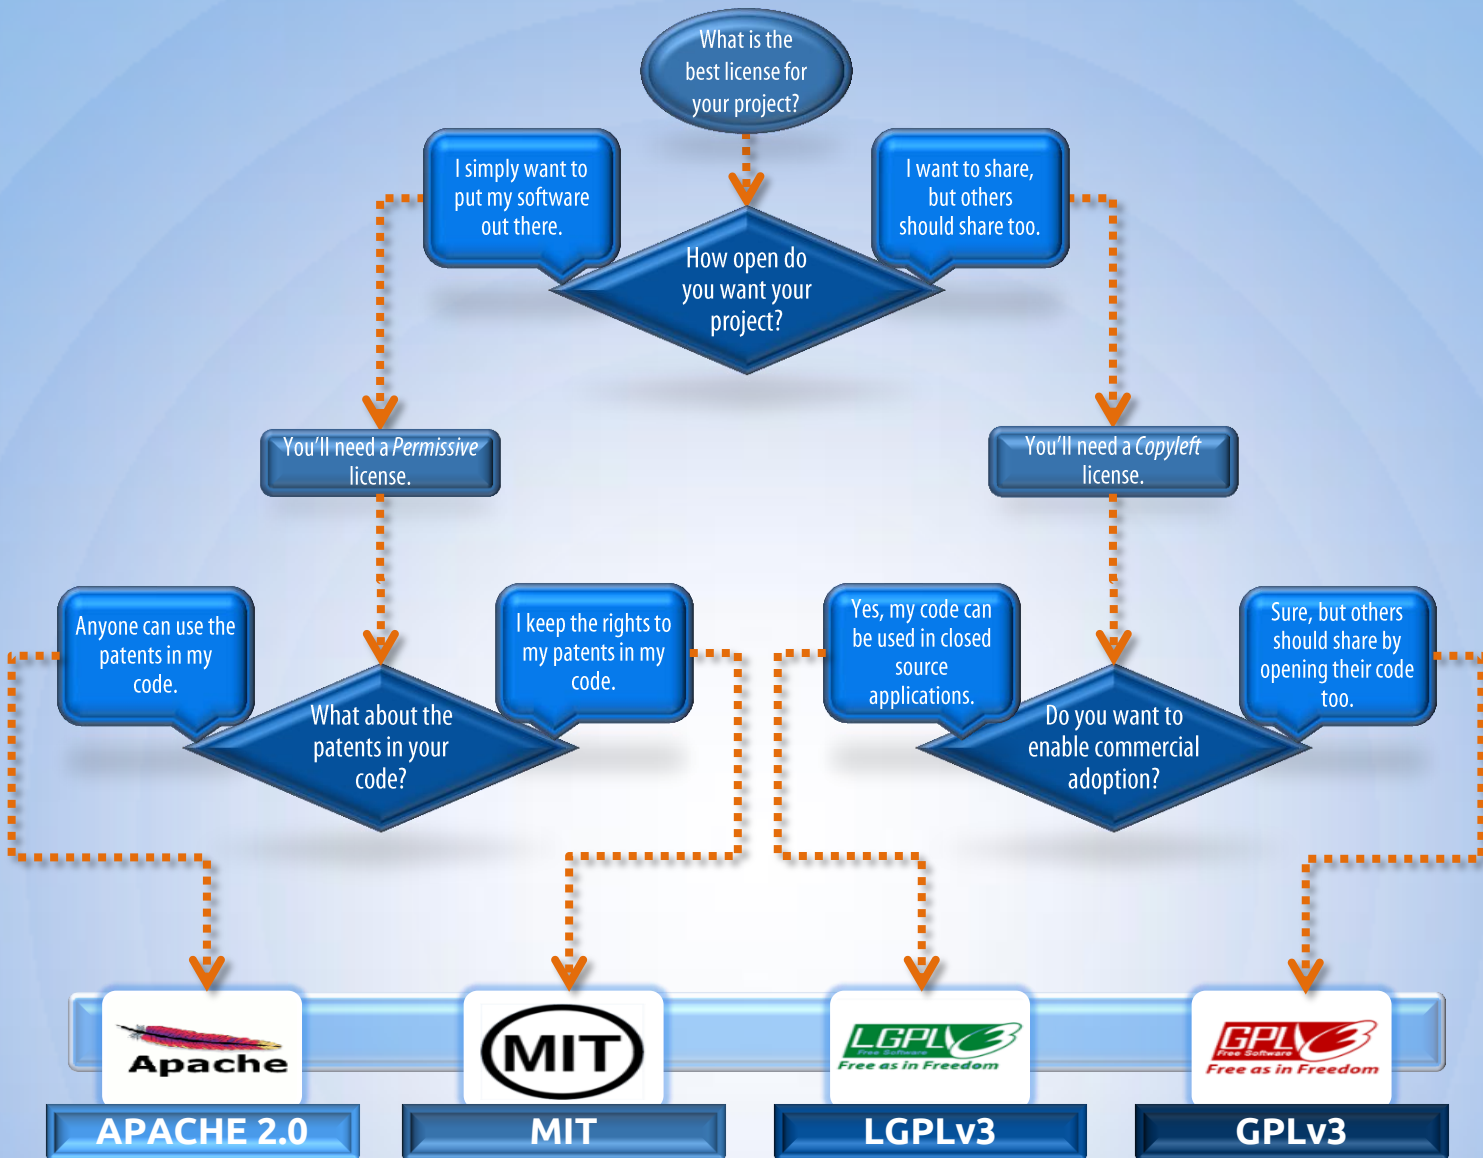 What is the
best license for
your project?
I simply want to
put my software
out there.
I want to share,
but others
should share too.
How open do
you want your
project?
You'll need a Permissive
license.
You'll need a Copyleft
license.
Anyone can use the
patents in my
code.
I keep the rights to
my patents in my
code.
Yes, my code can
be used in closed
source
applications.
Sure, but others
should share by
opening their code
too.
What about the
patents in your
code?
Do you want to
enable commercial
adoption?
Apache
MIT
LGPLV3
Free Software
Free as in Freedom
GPLV3
Free Software
Free as in Freedom
APACHE 2.0
MIT
LGPLv3
GPLv3